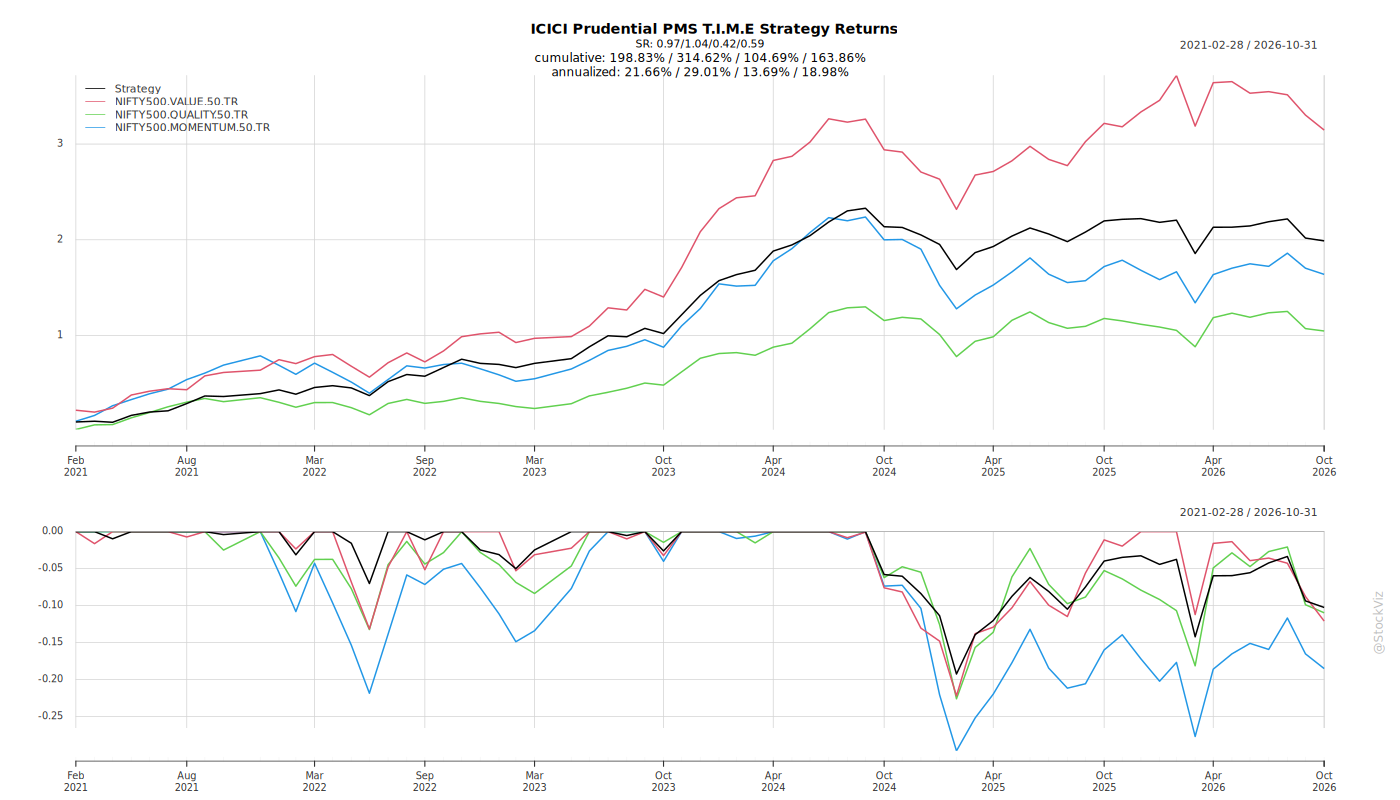 ICICI Prudential PMS T.I.M.E Strategy Returns
SR: 0.97/1.04/0.42/0.59
cumulative: 198.83% / 314.62% / 104.69% / 163.86%
annualized: 21.66% / 29.01% / 13.69% / 18.98%
2021-02-28 / 2026-10-31
Strategy
NIFTY500.VALUE.50.TR
NIFTY500.QUALITY.50.TR
NIFTY500.MOMENTUM.50.TR
3
2
1
Feb Aug Mar Sep Mar Oct Apr Oct Apr Oct Apr Oct
2021 2021 2022 2022 2023 2023 2024 2024 2025 2025 2026 2026
2021-02-28 / 2026-10-31
0.00
-0.05
-0.10
-0.15
-0.20
-0.25
Feb Aug Mar Sep Mar Oct Apr Oct Apr Oct Apr Oct
2021 2021 2022 2022 2023 2023 2024 2024 2025 2025 2026 2026
@StockViz